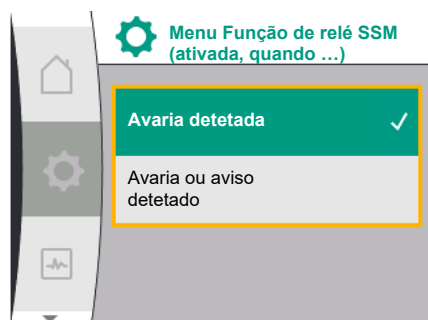 Menu Função de relé SSM
(ativada, quando …)
Avaria detetada
Avaria ou aviso
detetado